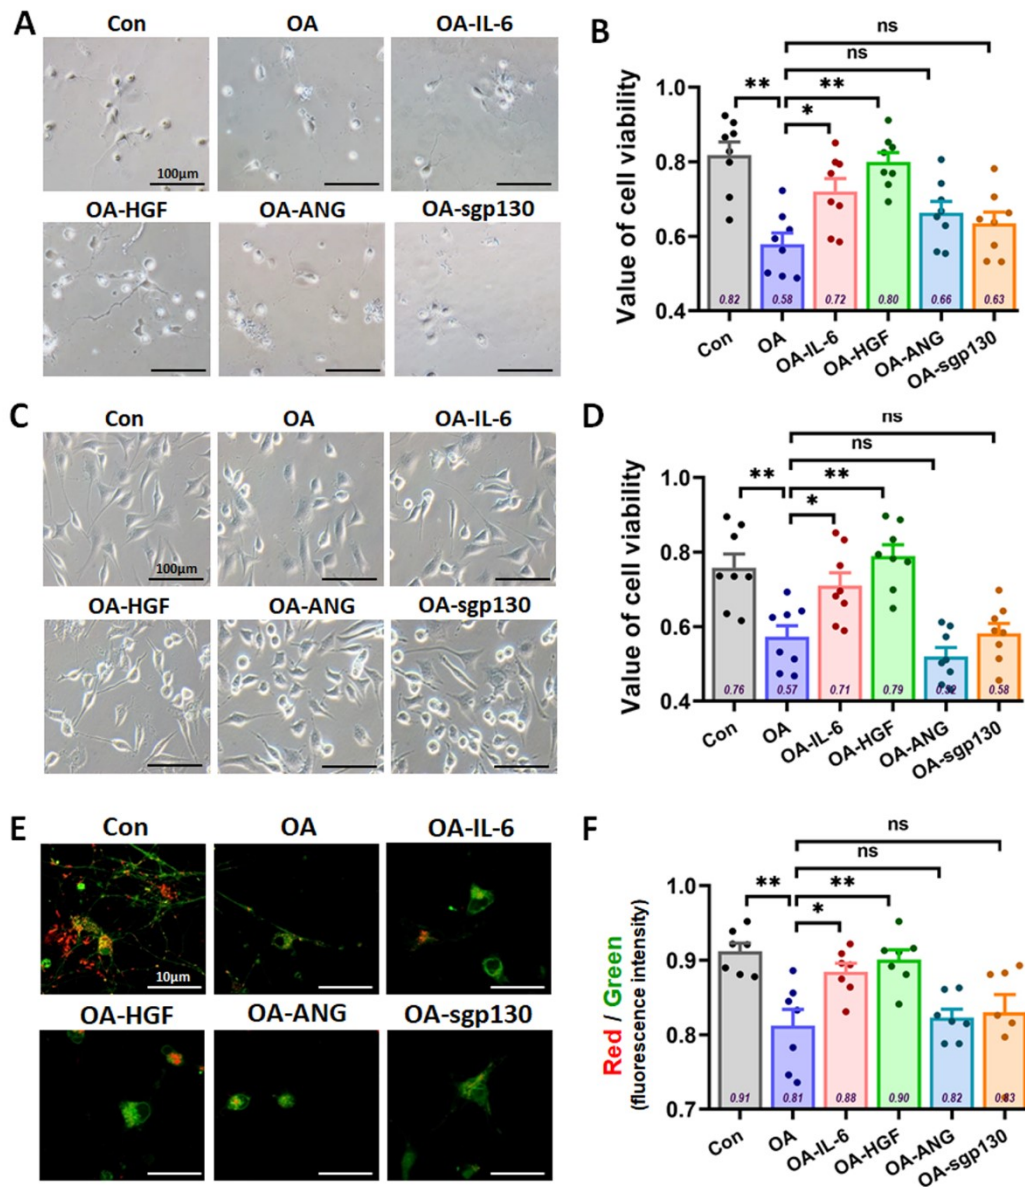 A
Con
OA
OA-IL-6
100μm
OA-HGF
OA-ANG
OA-sgp130
B
ns
ns
**
**
*
Value of cell viability
1.0
0.8
0.6
0.4
0.82
0.58
0.72
0.80
0.66
0.63
Con
OA
OA-IL-6
OA-HGF
OA-ANG
OA-sgp130
C
Con
OA
OA-IL-6
100μm
OA-HGF
OA-ANG
OA-sgp130
D
ns
ns
**
**
*
Value of cell viability
1.0
0.8
0.6
0.4
0.76
0.57
0.71
0.79
0.58
Con
OA
OA-IL-6
OA-HGF
OA-ANG
OA-sgp130
E
Con
OA
OA-IL-6
10μm
OA-HGF
OA-ANG
OA-sgp130
F
ns
ns
**
**
*
Red / Green
(fluorescence intensity)
1.0
0.9
0.8
0.7
0.91
0.81
0.88
0.90
0.82
0.83
Con
OA
OA-IL-6
OA-HGF
OA-ANG
OA-sgp130